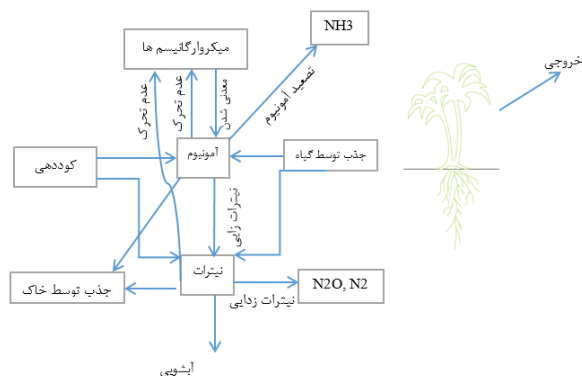 NH3
میکروارگانیسم ها
خروجی
عدم تحرک
عدم تحرک
معدنی شدن
تصعید آمونیوم
آمونیوم
جذب توسط گیاه
کوددهی
نیترات زایی
نیترات
N2O, N2
جذب توسط خاک
نیترات زدایی
آبشویی